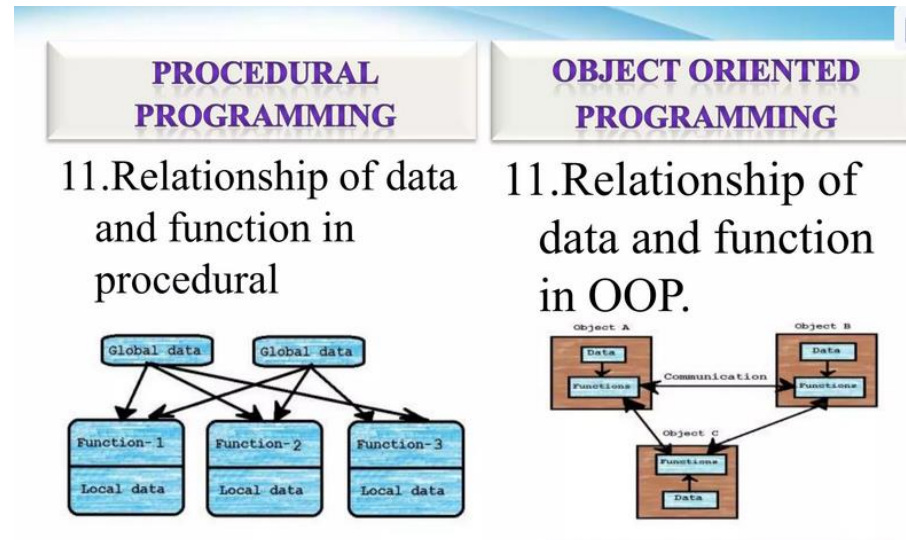 PROCEDURAL
PROGRAMMING
11.Relationship of data
and function in
procedural
Global data
Global data
Function-1
Function-2
Function-3
Local data
Local data
Local data
OBJECT ORIENTED
PROGRAMMING
11.Relationship of
data and function
in OOP.
Object A
Object B
Data
Data
Communication
Functions
Functions
Object C
Functions
Data